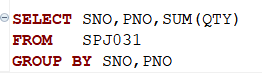 SELECT SNO,PNO,SUM(QTY)
FROM   SPJ031
GROUP BY SNO,PNO